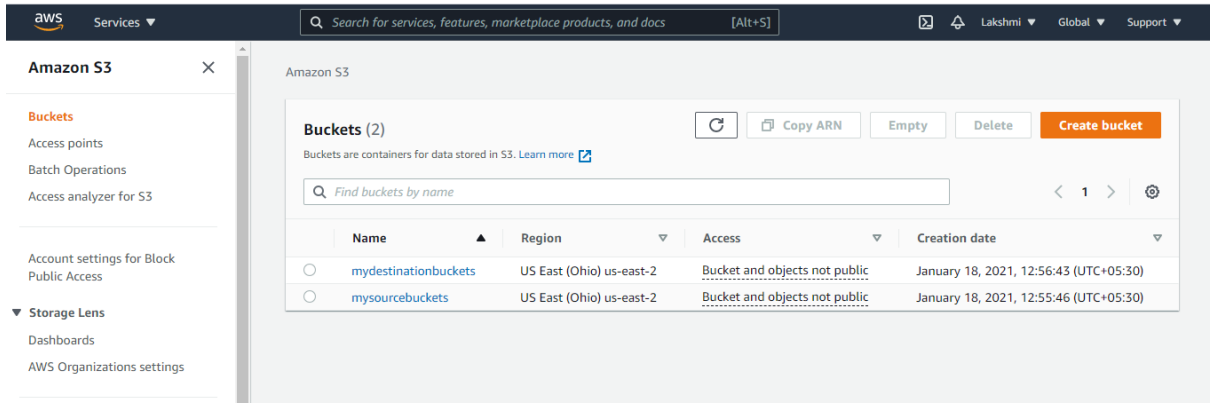 aws Services ▼ Search for services, features, marketplace products, and docs [Alt+S] Lakshmi ▼ Global ▼ Support ▼
Amazon S3
Buckets
Access points
Batch Operations
Access analyzer for S3
Account settings for Block
Public Access
▼ Storage Lens
Dashboards
AWS Organizations settings
Amazon S3
Buckets (2) Copy ARN Empty Delete Create bucket
Buckets are containers for data stored in S3. Learn more
Find buckets by name 1
Name Region Access Creation date
mydestinationbuckets US East (Ohio) us-east-2 Bucket and objects not public January 18, 2021, 12:56:43 (UTC+05:30)
mysourcebuckets US East (Ohio) us-east-2 Bucket and objects not public January 18, 2021, 12:55:46 (UTC+05:30)